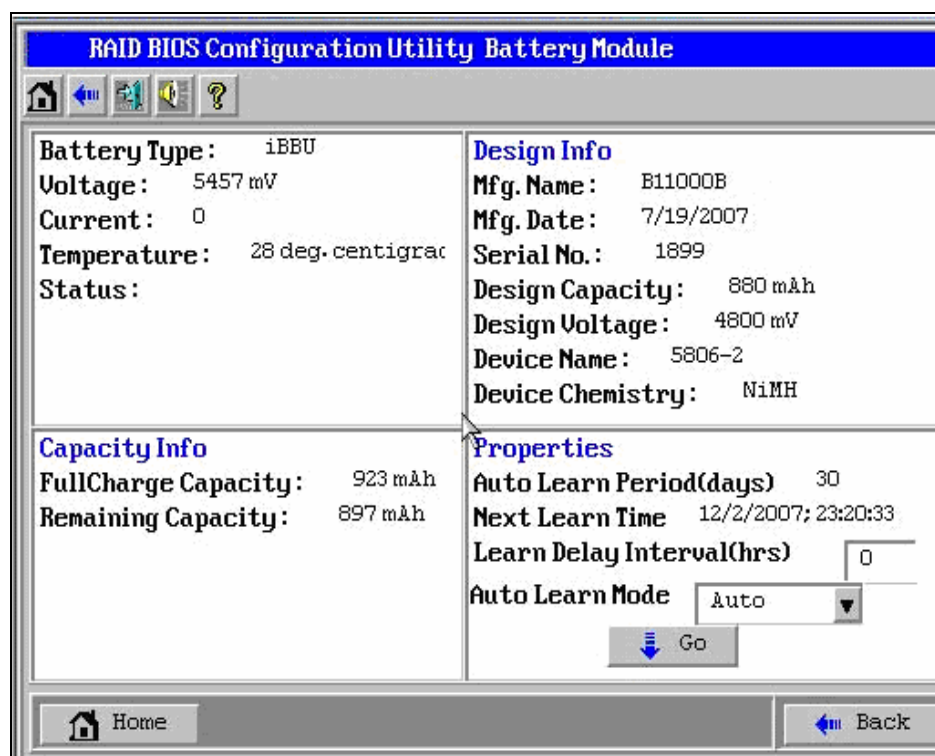 RAID BIOS Configuration Utility Battery Module
?
Battery Type: iBBU
Voltage: 5457 mV
Current: 0
Temperature: 28 deg.centigrac
Status:
Design Info
Mfg. Name: B11000B
Mfg. Date: 7/19/2007
Serial No.: 1899
Design Capacity: 880 mAh
Design Voltage: 4800 mV
Device Name: 5806-2
Device Chemistry: NiMH
Capacity Info
FullCharge Capacity: 923 mAh
Remaining Capacity: 897 mAh
Properties
Auto Learn Period(days) 30
Next Learn Time 12/2/2007; 23:20:33
Learn Delay Interval(hrs) 0
Auto Learn Mode Auto
Go
Home
Back